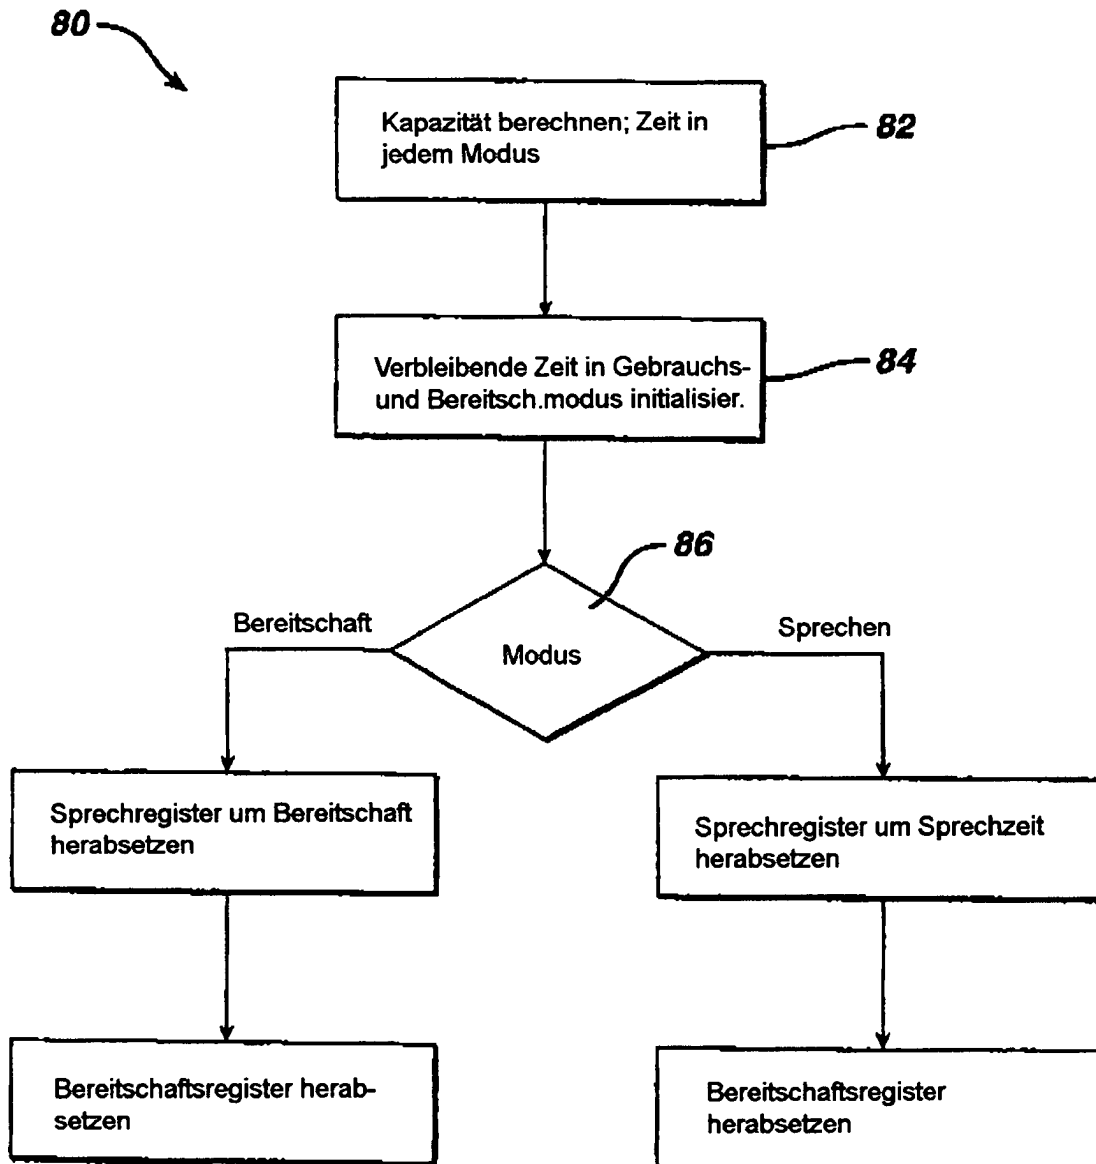 80
Kapazität berechnen; Zeit in
jedem Modus
82
Verbleibende Zeit in Gebrauchs-
und Bereitsch.modus initialisier.
84
86
Bereitschaft
Modus
Sprechen
Sprechregister um Bereitschaft
herabsetzen
Sprechregister um Sprechzeit
herabsetzen
Bereitschaftsregister herab-
setzen
Bereitschaftsregister
herabsetzen